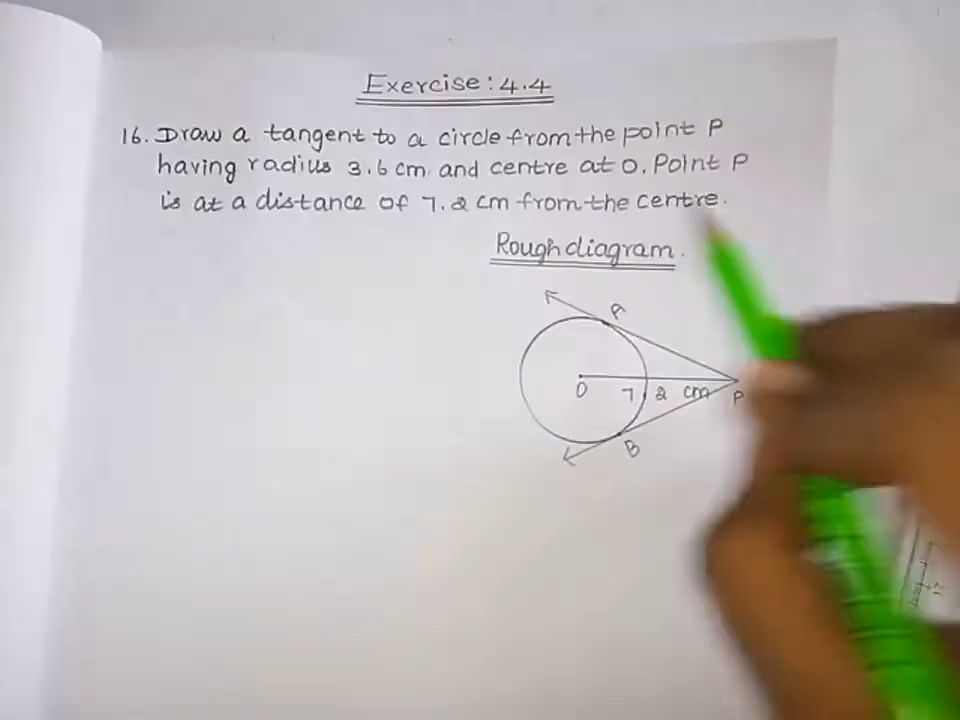 Exercise: 4.4
16. Draw a tangent to a circle from the point P
having radius 3.6 cm and centre at O. Point P
is at a distance of 7.2 cm from the centre.
Rough diagram.
A
O 7.2 cm P
B